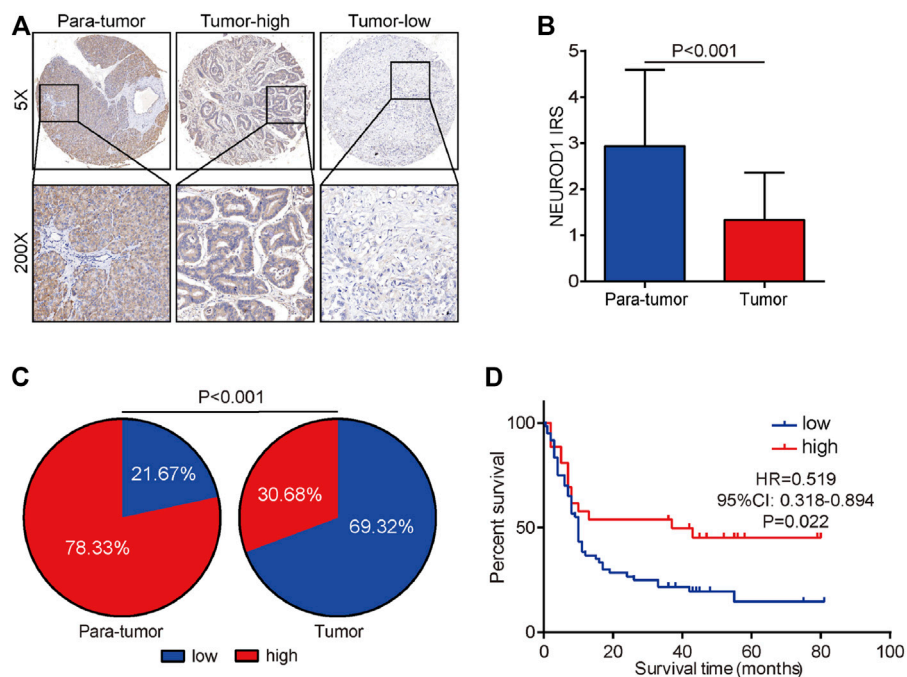 A
Para-tumor
Tumor-high
Tumor-low
5X
200X
B
P<0.001
NEUROD1 IRS
5
4
3
2
1
0
Para-tumor
Tumor
C
P<0.001
21.67%
78.33%
30.68%
69.32%
Para-tumor
Tumor
low
high
D
low
high
HR=0.519
95%CI: 0.318-0.894
P=0.022
Percent survival
100
50
0
0
20
40
60
80
100
Survival time (months)